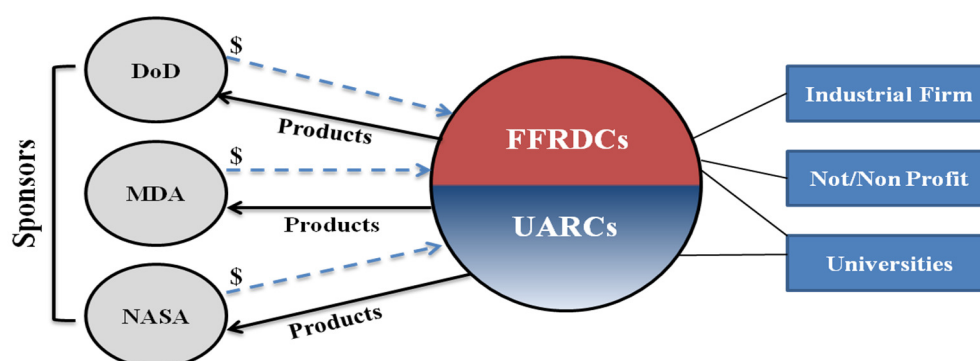 Sponsors
DoD
MDA
NASA
$
Products
$
Products
$
Products
FFRDCs
UARCs
Industrial Firm
Not/Non Profit
Universities